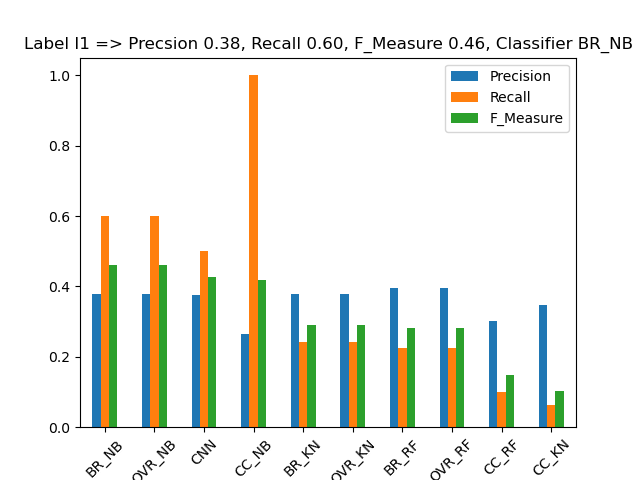 Label l1 => Precsion 0.38, Recall 0.60, F_Measure 0.46, Classifier BR_NB
Precision
Recall
F_Measure
1.0
0.8
0.6
0.4
0.2
0.0
BR_NB
OVR_NB
CNN
CC_NB
BR_KN
OVR_KN
BR_RF
OVR_RF
CC_RF
CC_KN